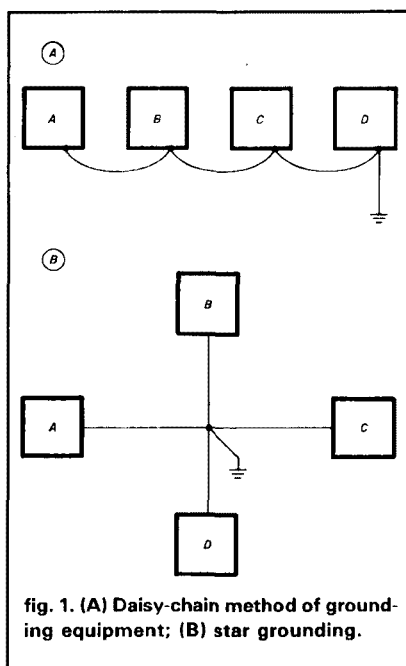 A
A B C D
B
B
A C
D
fig. 1. (A) Daisy-chain method of ground-
ing equipment; (B) star grounding.